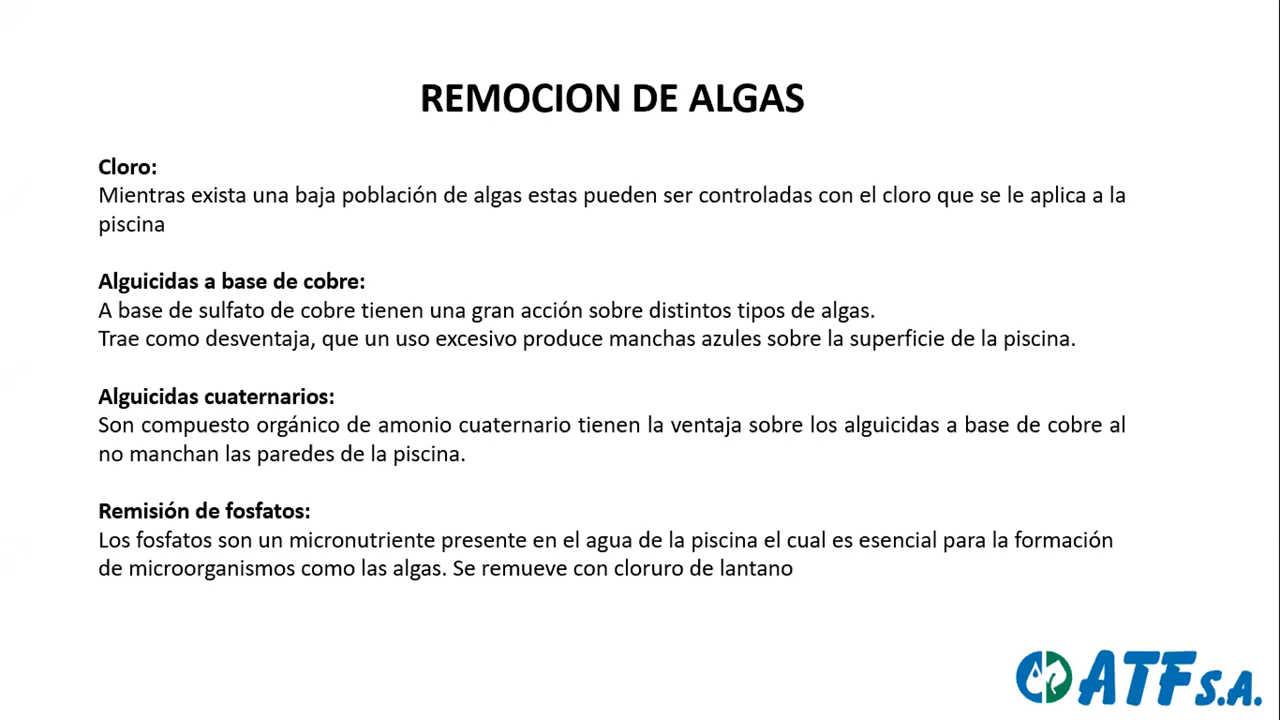 REMOCION DE ALGAS
Cloro:
Mientras exista una baja población de algas estas pueden ser controladas con el cloro que se le aplica a la
piscina
Alguicidas a base de cobre:
A base de sulfato de cobre tienen una gran acción sobre distintos tipos de algas.
Trae como desventaja, que un uso excesivo produce manchas azules sobre la superficie de la piscina.
Alguicidas cuaternarios:
Son compuesto orgánico de amonio cuaternario tienen la ventaja sobre los alguicidas a base de cobre al
no manchan las paredes de la piscina.
Remisión de fosfatos:
Los fosfatos son un micronutriente presente en el agua de la piscina el cual es esencial para la formación
de microorganismos como las algas. Se remueve con cloruro de lantano
ATF S.A.